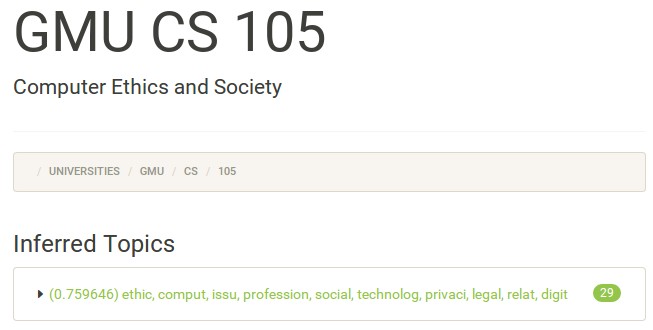 GMU CS 105
Computer Ethics and Society
/ UNIVERSITIES / GMU / CS / 105
Inferred Topics
(0.759646) ethic, comput, issu, profession, social, technolog, privaci, legal, relat, digit 29